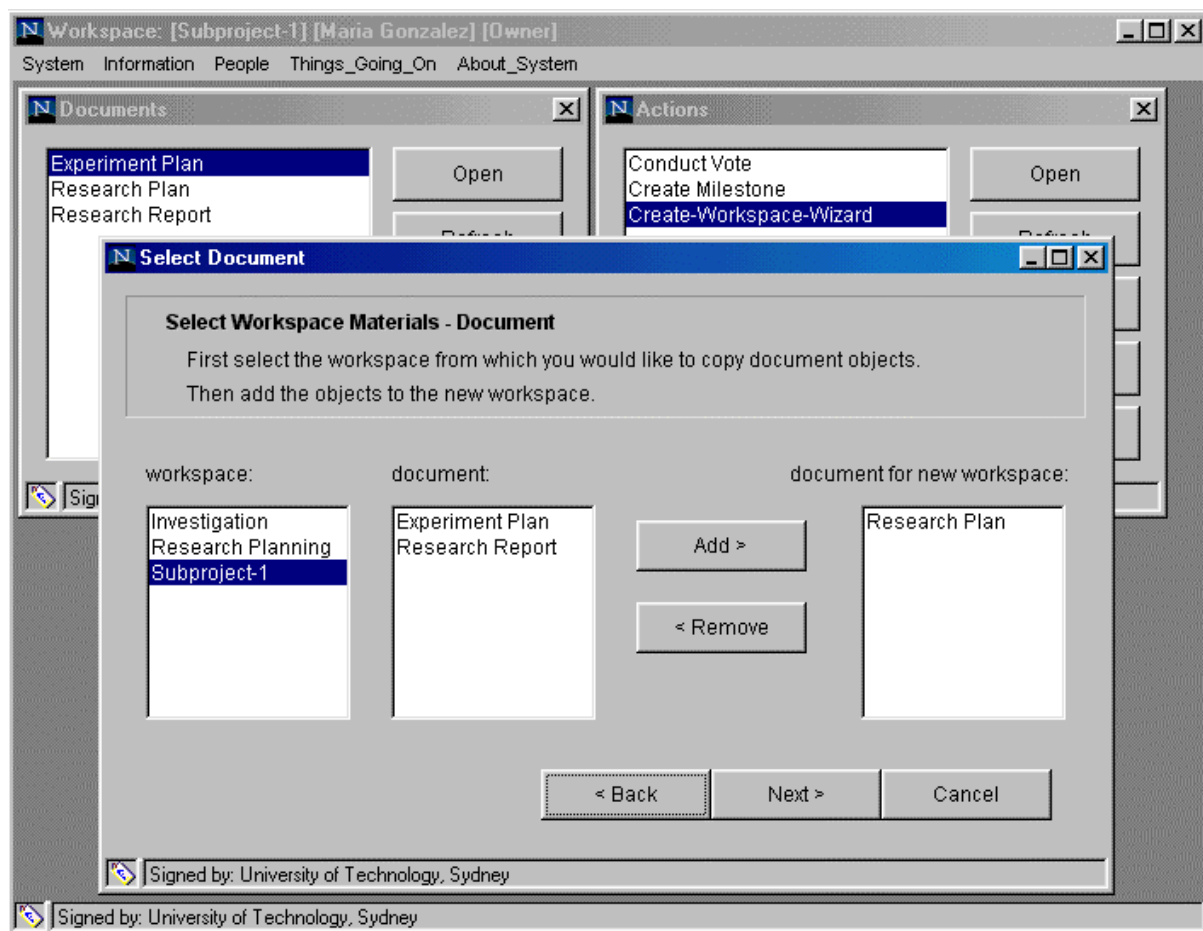 Workspace: [Subproject-1] [Maria Gonzalez] [Owner]
System Information People Things_Going_On About_System
Documents
Experiment Plan
Research Plan
Research Report
Open
Refresh
Actions
Conduct Vote
Create Milestone
Create-Workspace-Wizard
Open
Refresh
Select Document
Select Workspace Materials - Document
First select the workspace from which you would like to copy document objects.
Then add the objects to the new workspace.
workspace:
Investigation
Research Planning
Subproject-1
document:
Experiment Plan
Research Report
Add >
< Remove
document for new workspace:
Research Plan
< Back
Next >
Cancel
Signed by: University of Technology, Sydney
Signed by: University of Technology, Sydney